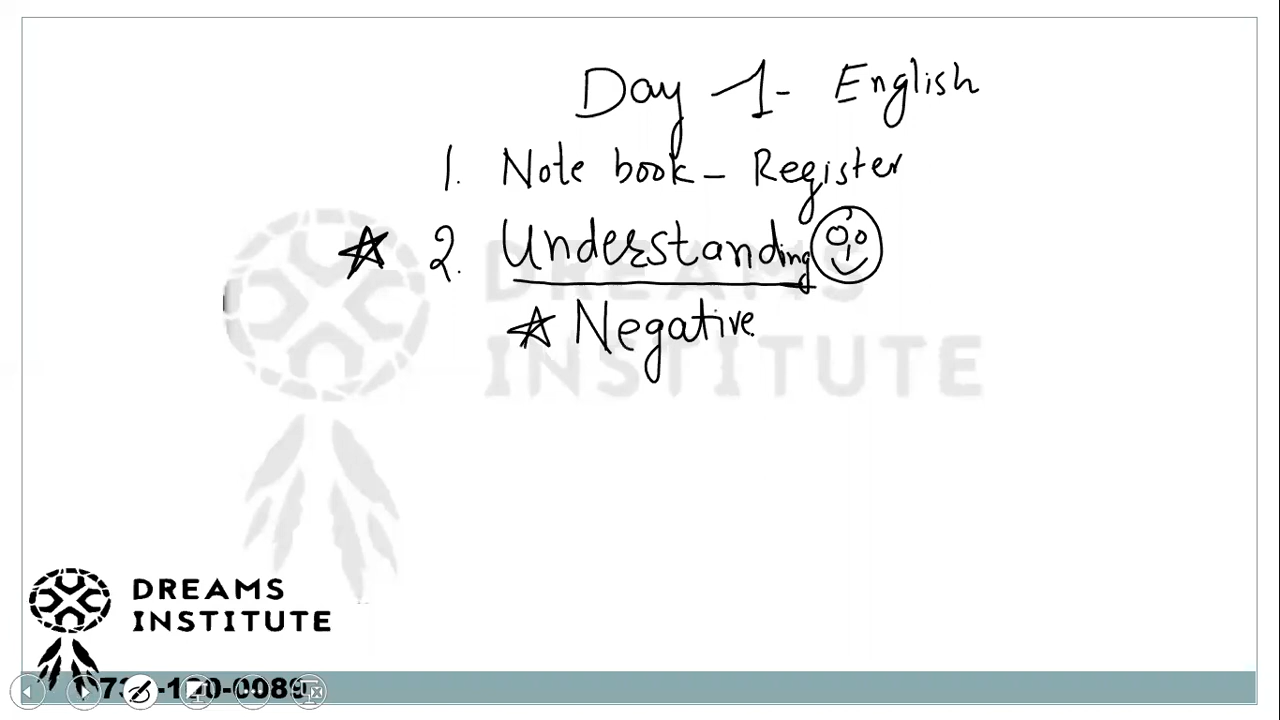 Day 1- English
1. Note book - Register
2. Understanding
Negative
DREAMS
INSTITUTE
DREAMS
INSTITUTE